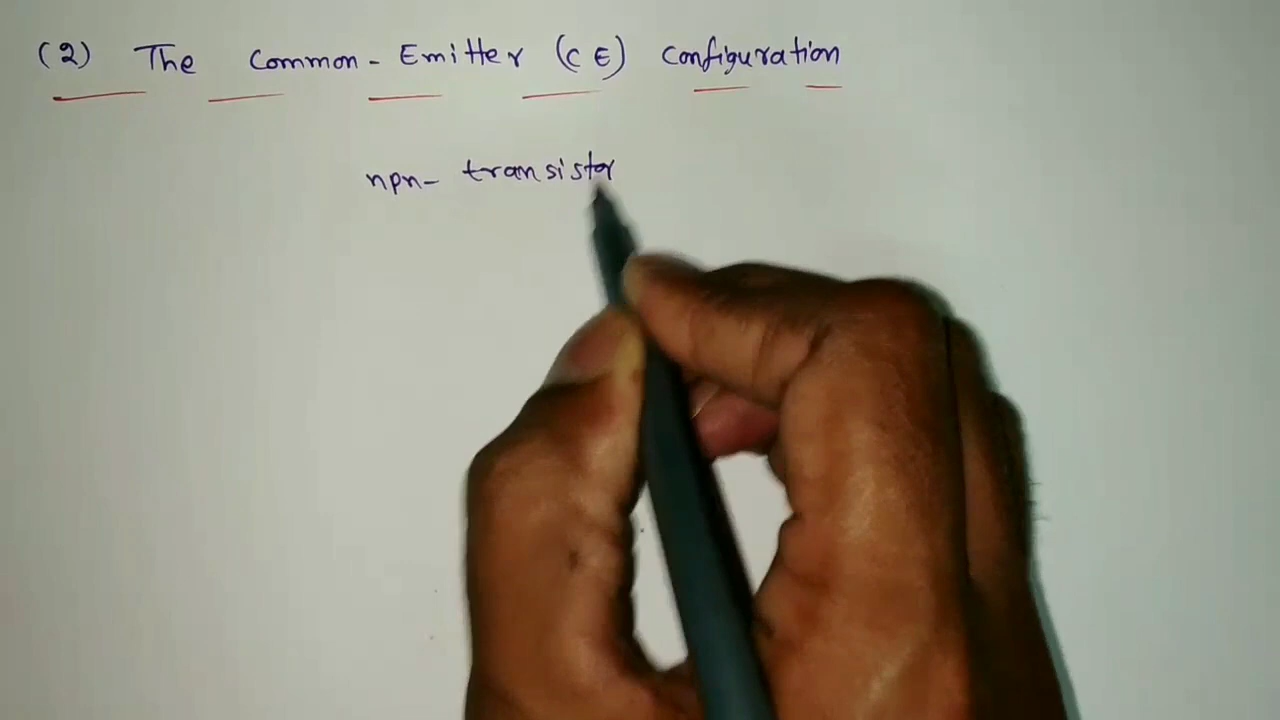 (2) The Common-Emitter (CE) Configuration
npn- transistor